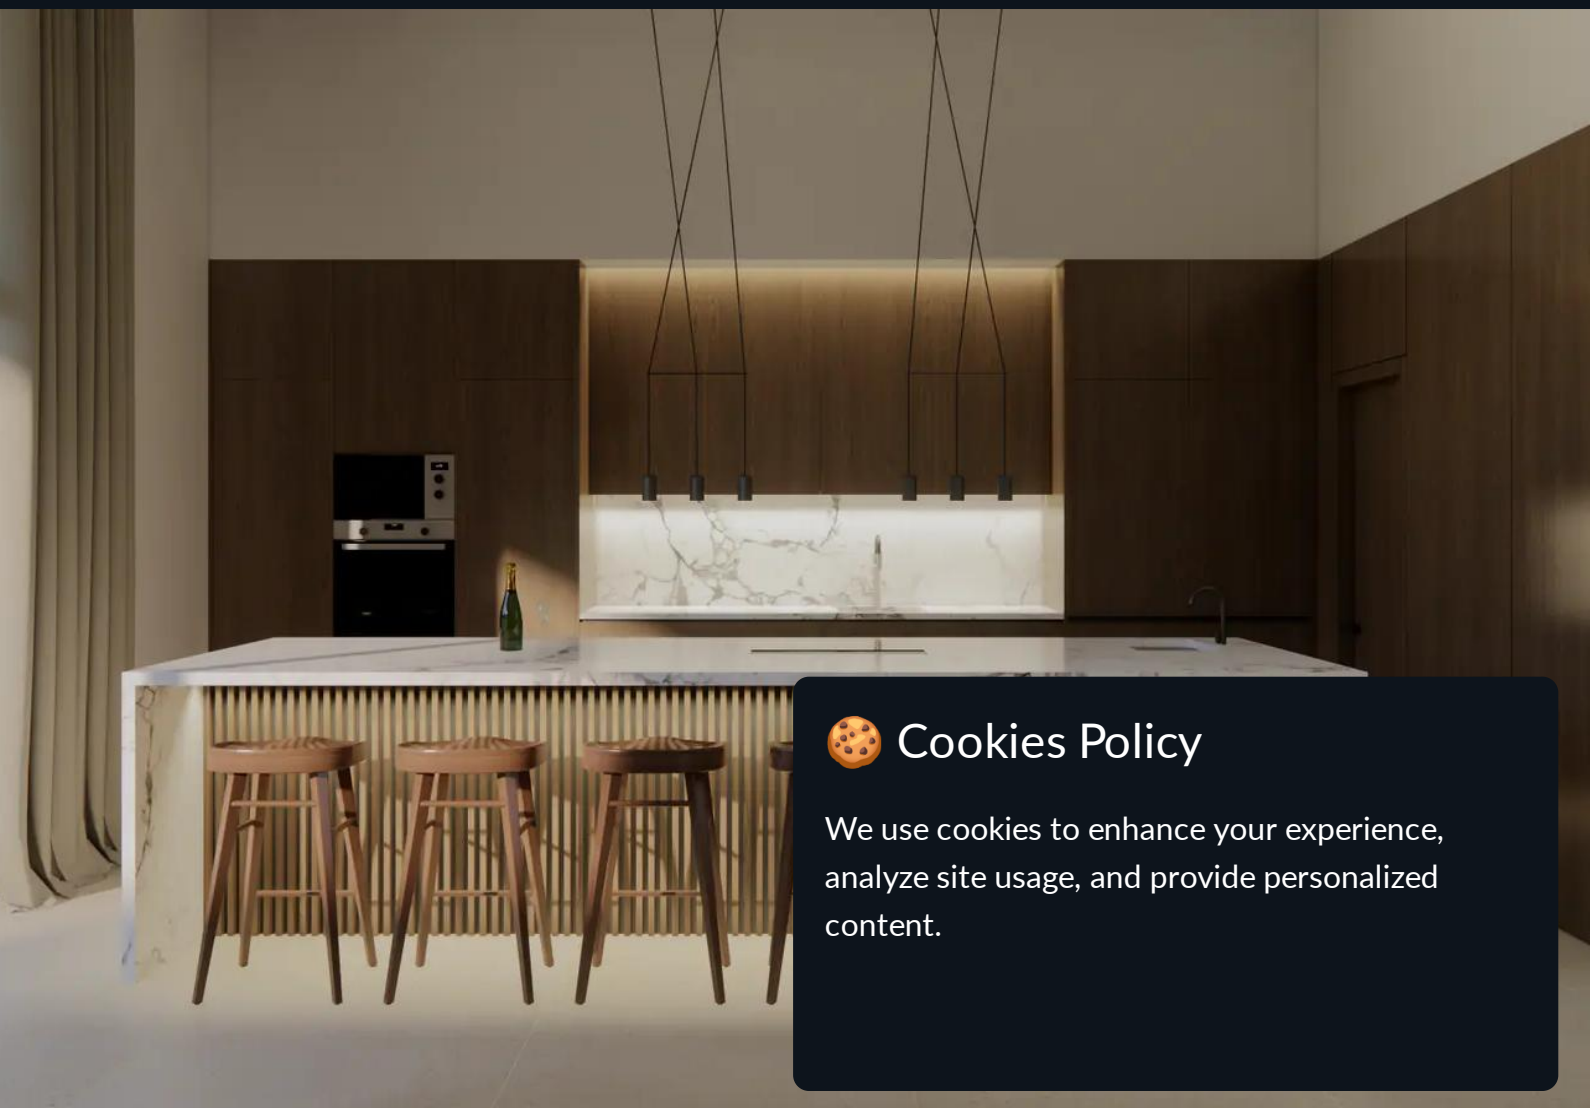 🍪 Cookies Policy
We use cookies to enhance your experience,
analyze site usage, and provide personalized
content.